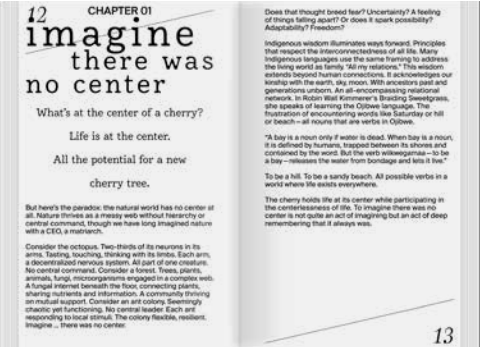 12
CHAPTER 01
imagine
there was
no center
What's at the center of a cherry?
Life is at the center.
All the potential for a new
cherry tree.
But here's the paradox: the natural world has no center at
all. Nature thrives as a messy web without hierarchy or
central command, though we have long imagined nature
with a CEO, a matriarch.
Consider the octopus. Two-thirds of its neurons in its
arms. Tasting, touching, thinking with its limbs. Each arm,
a decentralized nervous system. All part of one creature.
No central command. Consider a forest. Trees, plants,
animals, fungi, microorganisms engaged in a complex web.
A fungal internet beneath the floor, connecting plants,
sharing nutrients and information. A community thriving
on mutual support. Consider an ant colony. Seemingly
chaotic yet functioning. No central leader. Each ant
responding to local stimuli. The colony flexible, resilient.
Imagine ... there was no center.
Does that thought breed fear? Uncertainty? A feeling
of things falling apart? Or does it spark possibility?
Adaptability? Freedom?
Indigenous wisdom illuminates ways forward. Principles
that respect the interconnectedness of all life. Many
Indigenous languages use the same framing to address
the living world as family. "All my relations." This wisdom
extends beyond human connections. It acknowledges our
kinship with the earth, sky, moon. With ancestors past and
generations unborn. An all-encompassing relational
network. In Robin Wall Kimmerer's Braiding Sweetgrass,
she speaks of learning the Ojibwe language. The
frustration of encountering words like Saturday or hill
or beach—all nouns that are verbs in Ojibwe.
"A bay is a noun only if water is dead. When bay is a noun,
it is defined by humans, trapped between its shores and
contained by the word. But the verb wiikwegamaa—to be
a bay—releases the water from bondage and lets it live."
To be a hill. To be a sandy beach. All possible verbs in a
world where life exists everywhere.
The cherry holds life at its center while participating in
the centerlessness of life. To imagine there was no
center is not quite an act of imagining but an act of deep
remembering that it always was.
13